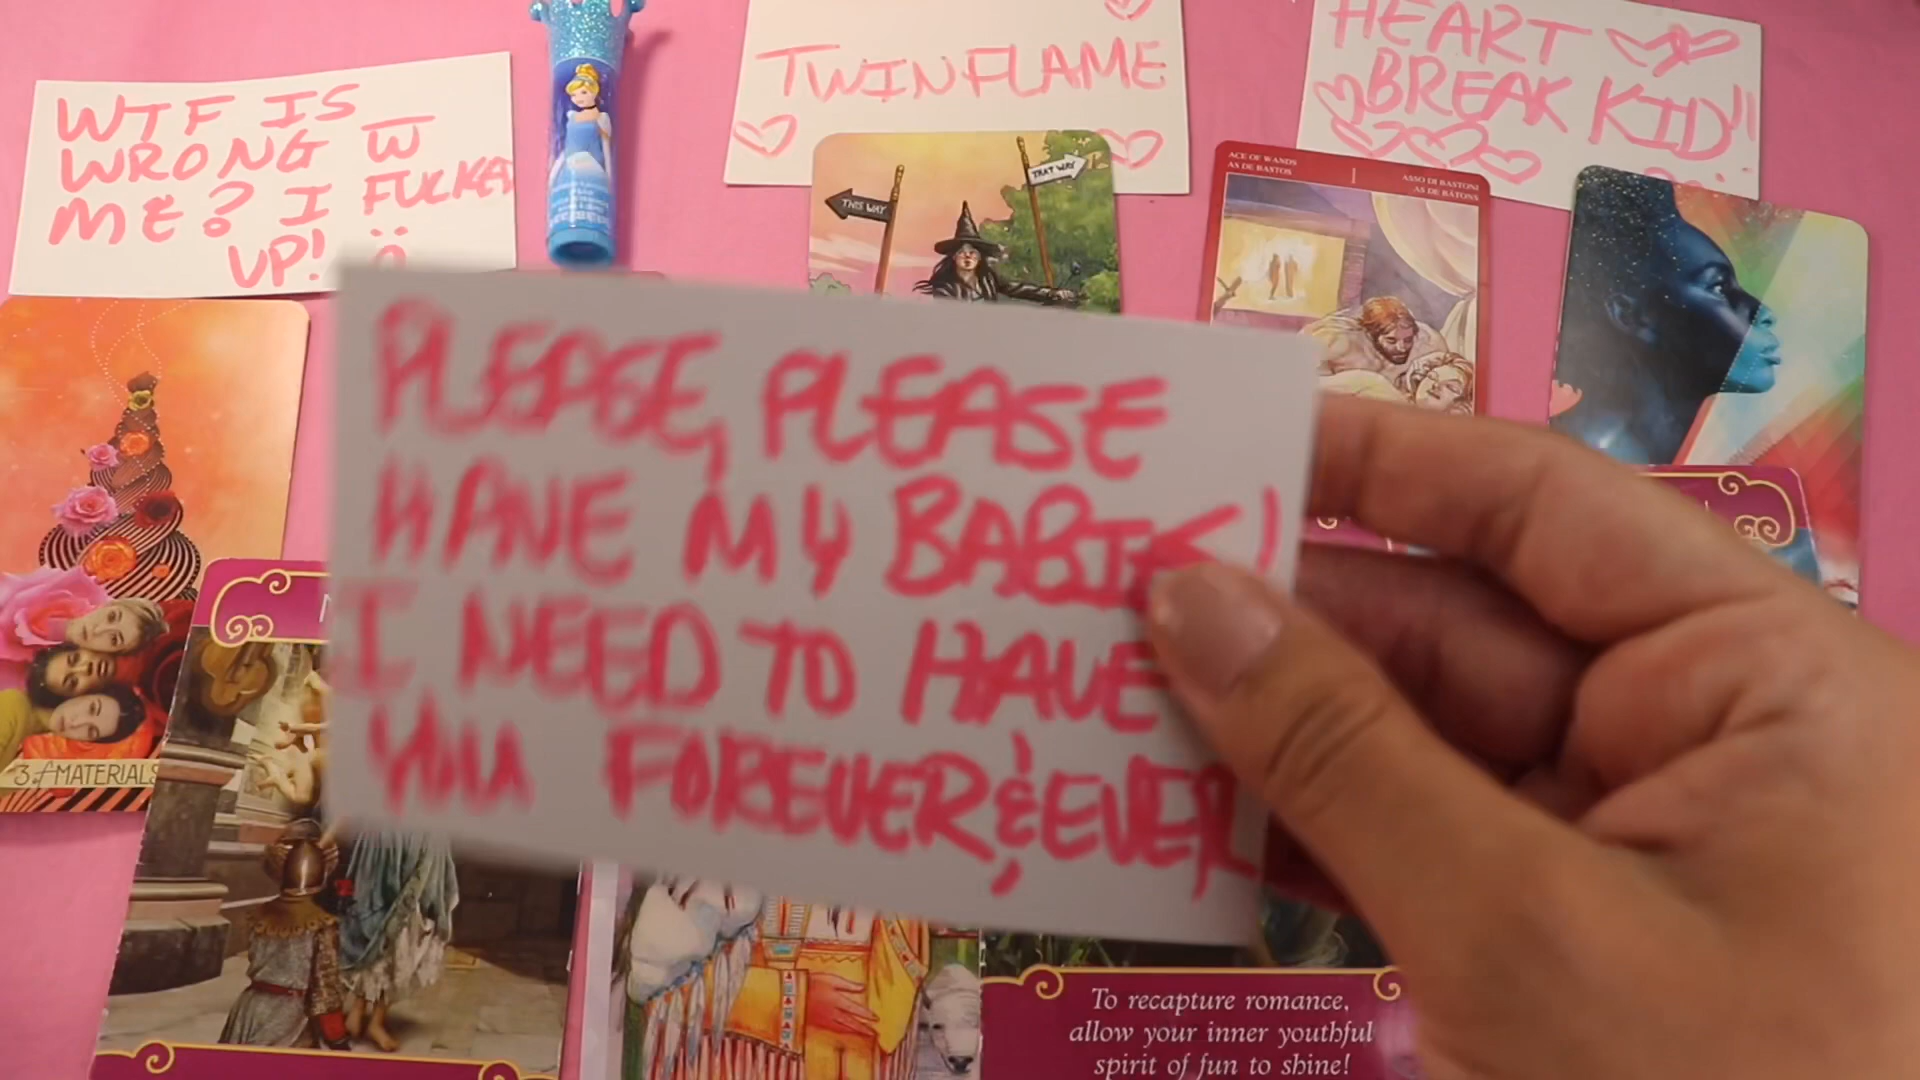 WTF IS
WRONG W
ME? I FUCKED
UP!
TWINFLAME
HEART
BREAK KID!!
THIS WAY
THAT WAY
ACE OF WANDS
AS DE BASTOS
I
ASSO DI BASTONI
AS DE BÂTONS
PLEASE, PLEASE
HAVE MY BABIES!
I NEED TO HAVE
YOU FOREVER & EVER
3 of MATERIALS
To recapture romance,
allow your inner youthful
spirit of fun to shine!